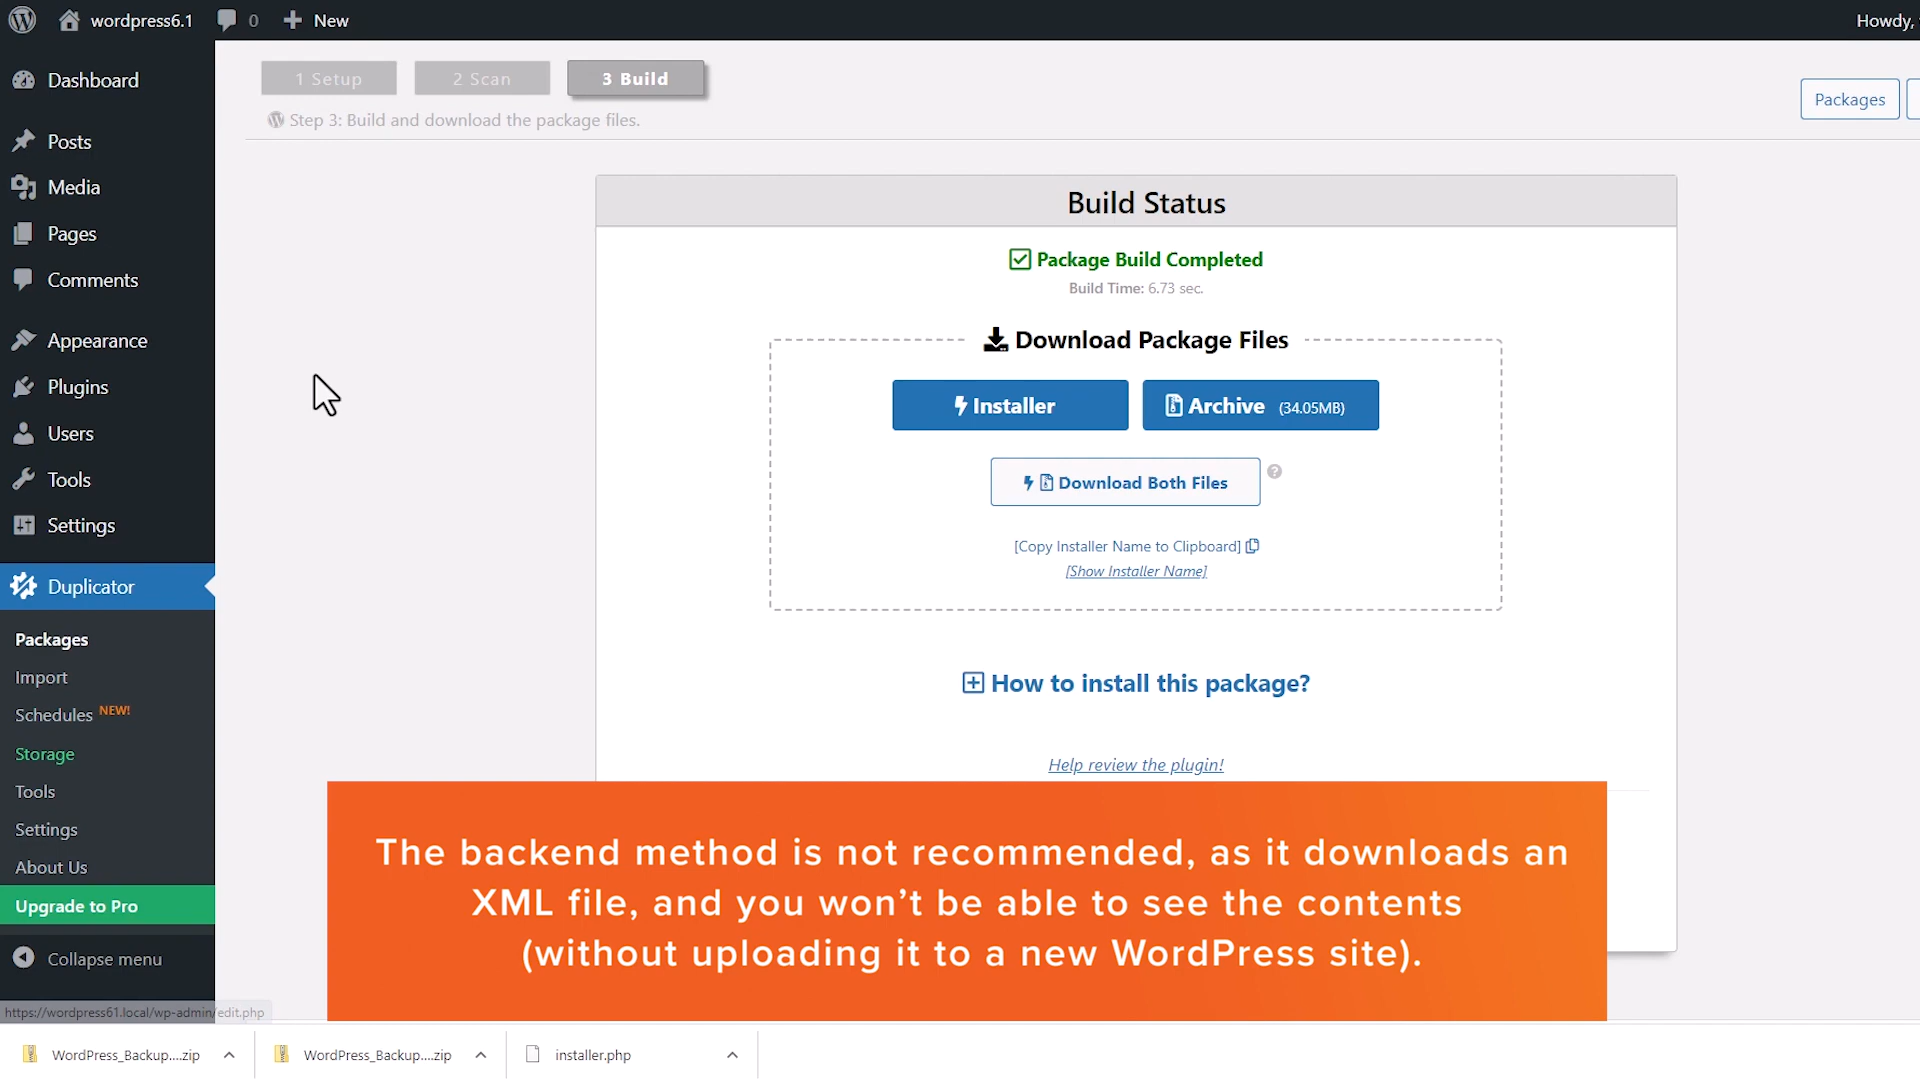 wordpress6.1
0
New
Howdy,
Dashboard
Posts
Media
Pages
Comments
Appearance
Plugins
Users
Tools
Settings
Duplicator
Packages
Import
Schedules NEW!
Storage
Tools
Settings
About Us
Upgrade to Pro
Collapse menu
https://wordpress61.local/wp-admin/edit.php
1 Setup
2 Scan
3 Build
Step 3: Build and download the package files.
Packages
Build Status
Package Build Completed
Build Time: 6.73 sec.
Download Package Files
Installer
Archive (34.05MB)
Download Both Files
?
[Copy Installer Name to Clipboard]
[Show Installer Name]
How to install this package?
Help review the plugin!
The backend method is not recommended, as it downloads an
XML file, and you won't be able to see the contents
(without uploading it to a new WordPress site).
WordPress_Backup....zip
WordPress_Backup....zip
installer.php